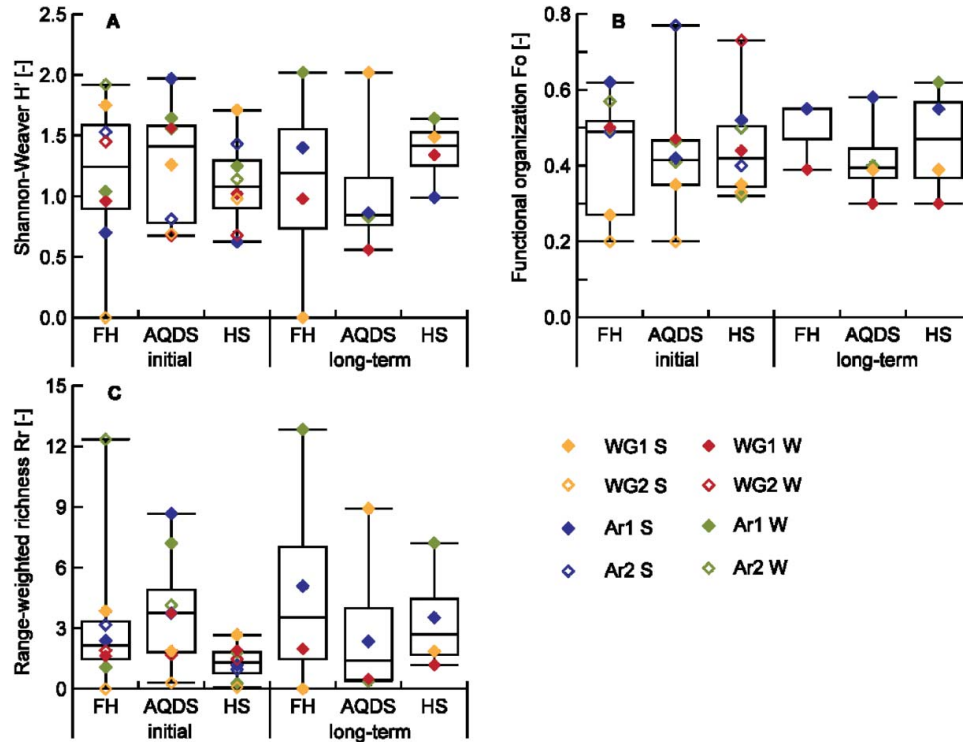 A
Shannon-Weaver H' [-]
2.5
2.0
1.5
1.0
0.5
0.0
FH AQDS HS FH AQDS HS
initial long-term
B
Functional organization Fo [-]
0.8
0.6
0.4
0.2
0.0
FH AQDS HS FH AQDS HS
initial long-term
C
Range-weighted richness Rr [-]
15
12
9
6
3
0
FH AQDS HS FH AQDS HS
initial long-term
WG1 S WG1 W
WG2 S WG2 W
Ar1 S Ar1 W
Ar2 S Ar2 W